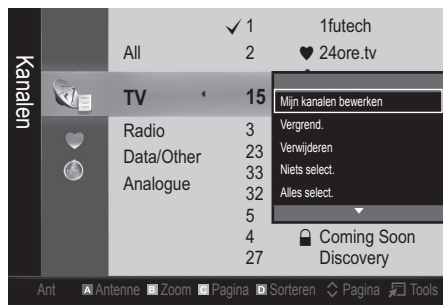 Kanalen
1 1futech
All 2 24ore.tv
TV 15
Radio 3
Data/Other 23
Analogue 33
32
5
4 Coming Soon
27 Discovery
Mijn kanalen bewerken
Vergrend.
Verwijderen
Niets select.
Alles select.
Ant A Antenne B Zoom C Pagina D Sorteren Pagina Tools